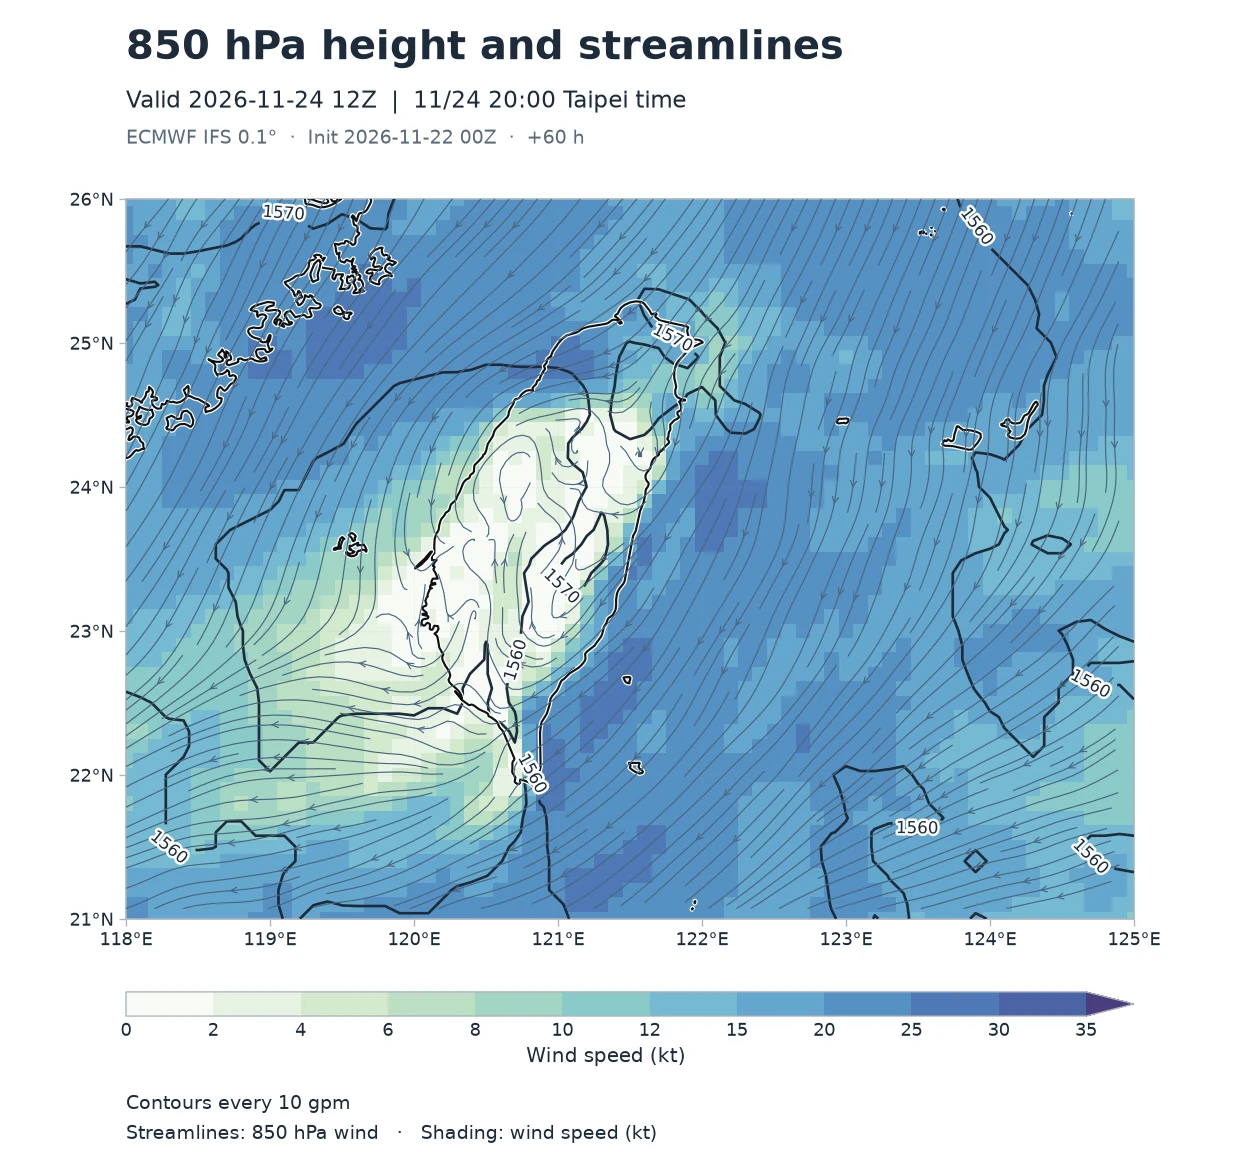 850 hPa height and streamlines
Valid 2026-11-24 12Z | 11/24 20:00 Taipei time
ECMWF IFS 0.1° · Init 2026-11-22 00Z · +60 h
26°N
1570
1560
25°N
1570
24°N
1570
23°N
1560
1560
22°N
1560
1560
1560
1560
21°N
118°E 119°E 120°E 121°E 122°E 123°E 124°E 125°E
0 2 4 6 8 10 12 15 20 25 30 35
Wind speed (kt)
Contours every 10 gpm
Streamlines: 850 hPa wind · Shading: wind speed (kt)